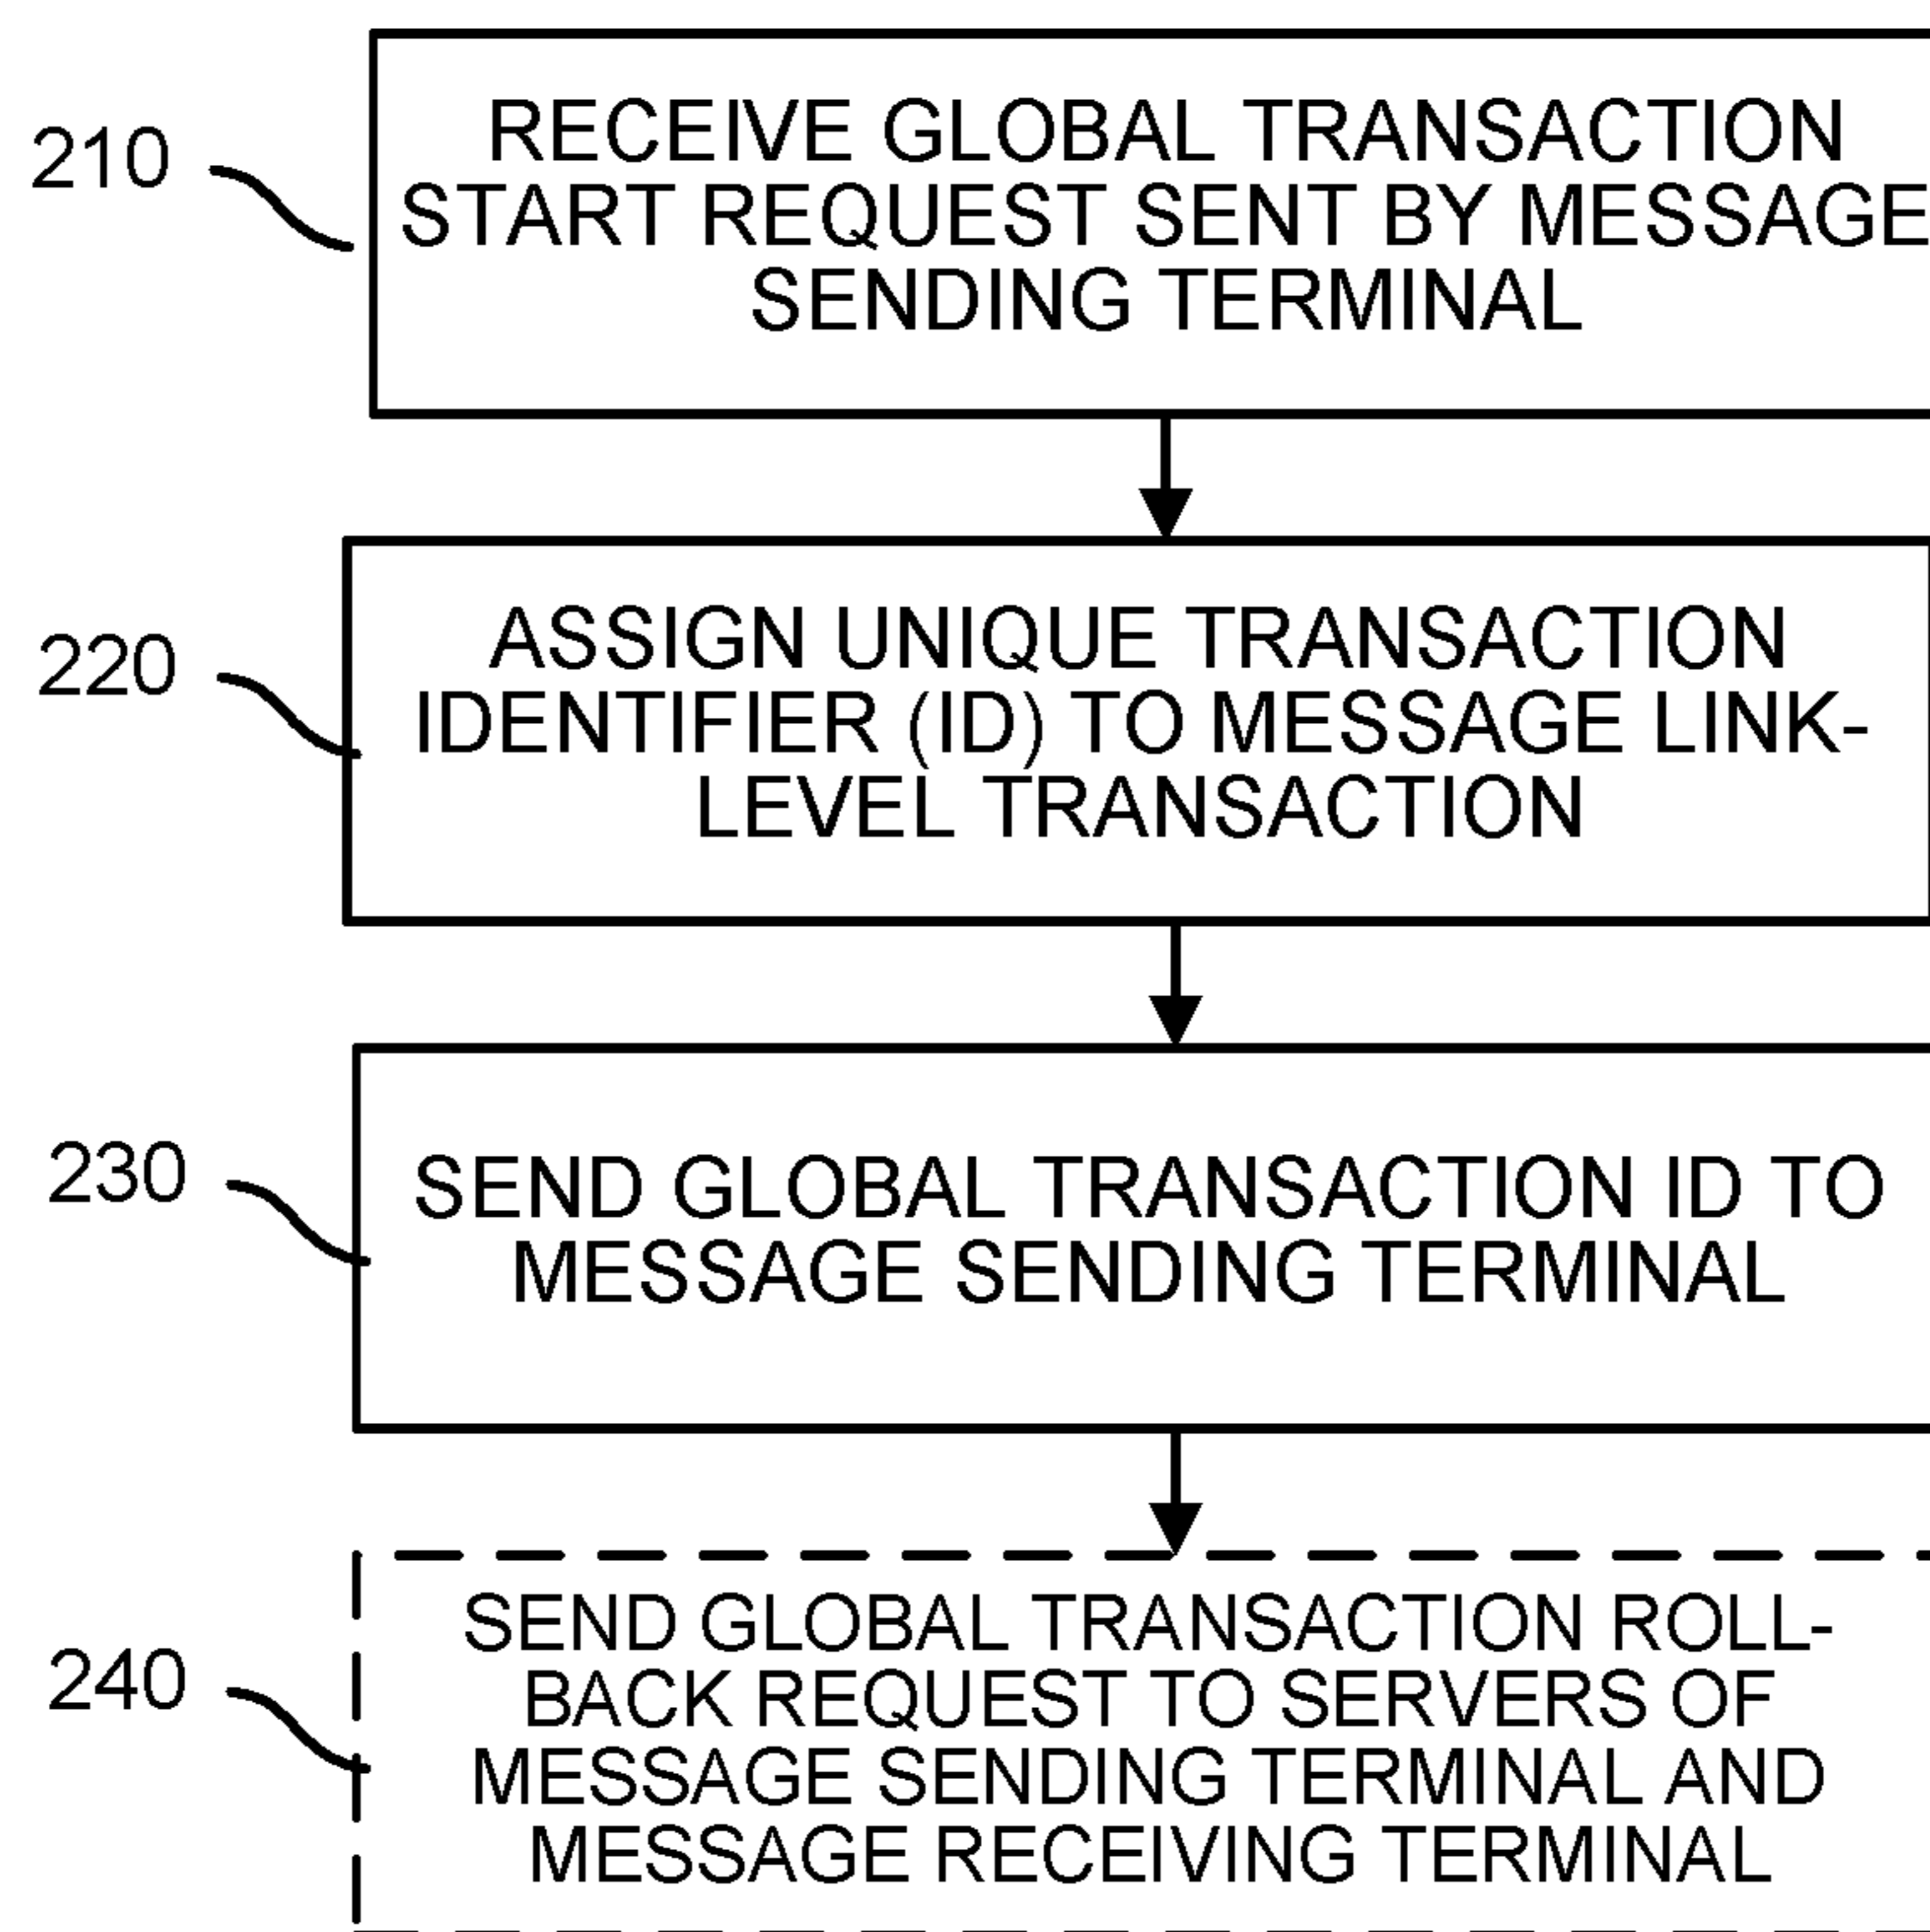 210
RECEIVE GLOBAL TRANSACTION
START REQUEST SENT BY MESSAGE
SENDING TERMINAL
220
ASSIGN UNIQUE TRANSACTION
IDENTIFIER (ID) TO MESSAGE LINK-
LEVEL TRANSACTION
230
SEND GLOBAL TRANSACTION ID TO
MESSAGE SENDING TERMINAL
240
SEND GLOBAL TRANSACTION ROLL-
BACK REQUEST TO SERVERS OF
MESSAGE SENDING TERMINAL AND
MESSAGE RECEIVING TERMINAL